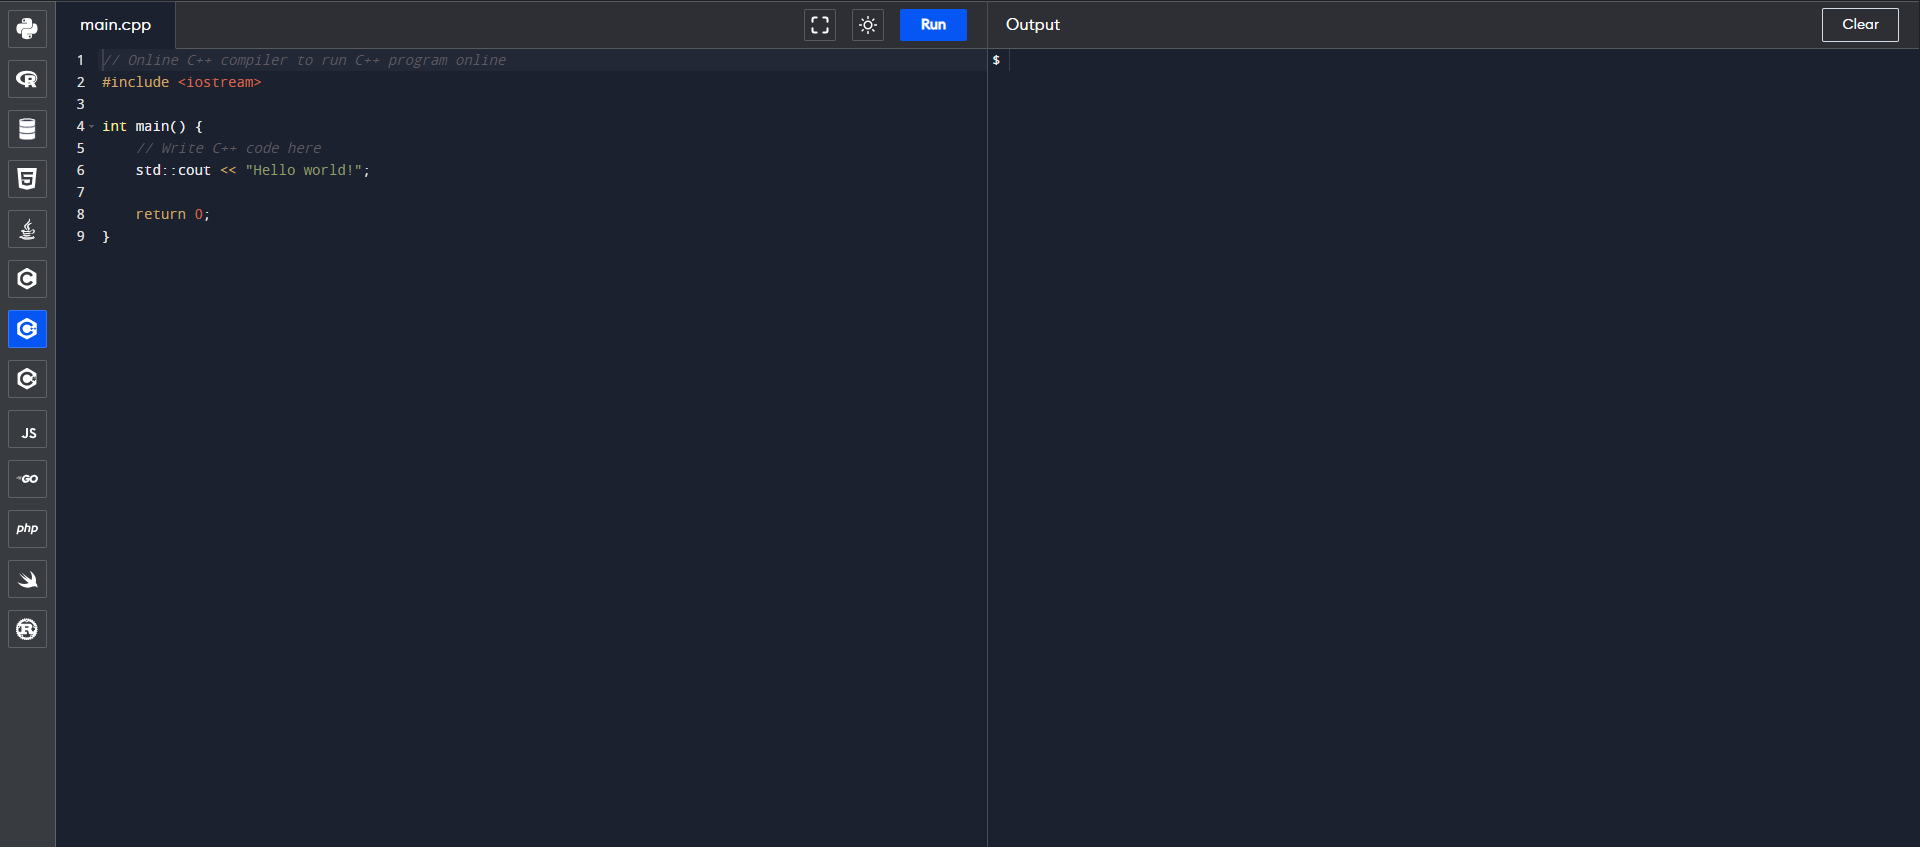 main.cpp
Run
Output
Clear
1 // Online C++ compiler to run C++ program online
2 #include <iostream>
3
4 int main() {
5     // Write C++ code here
6     std::cout << "Hello world!";
7
8     return 0;
9 }
$
R
C
C
C
JS
GO
php
R